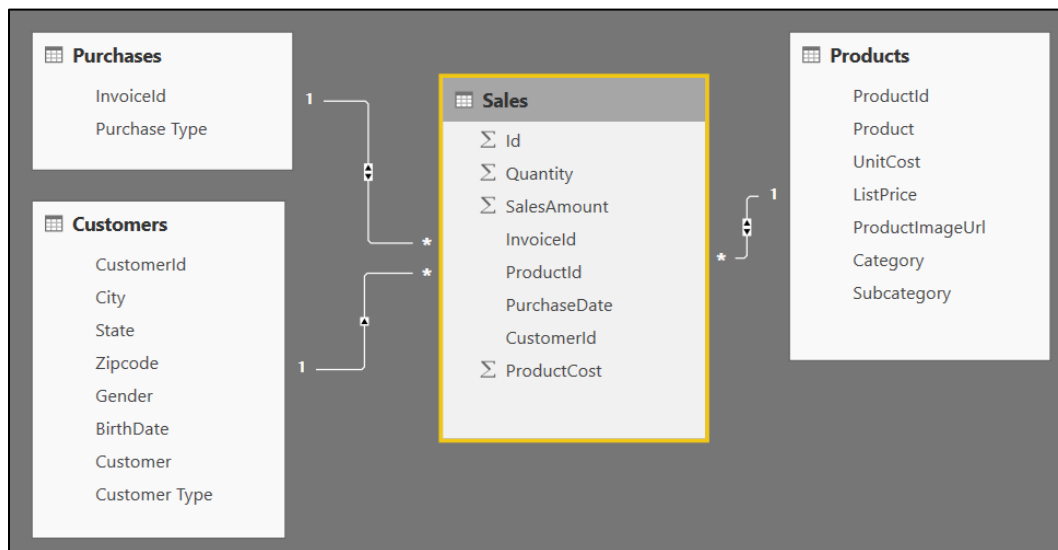 Purchases
InvoiceId
Purchase Type
1
Customers
CustomerId
City
State
Zipcode
Gender
BirthDate
Customer
Customer Type
1
*
*
Sales
Σ Id
Σ Quantity
Σ SalesAmount
InvoiceId
ProductId
PurchaseDate
CustomerId
Σ ProductCost
*
1
Products
ProductId
Product
UnitCost
ListPrice
ProductImageUrl
Category
Subcategory